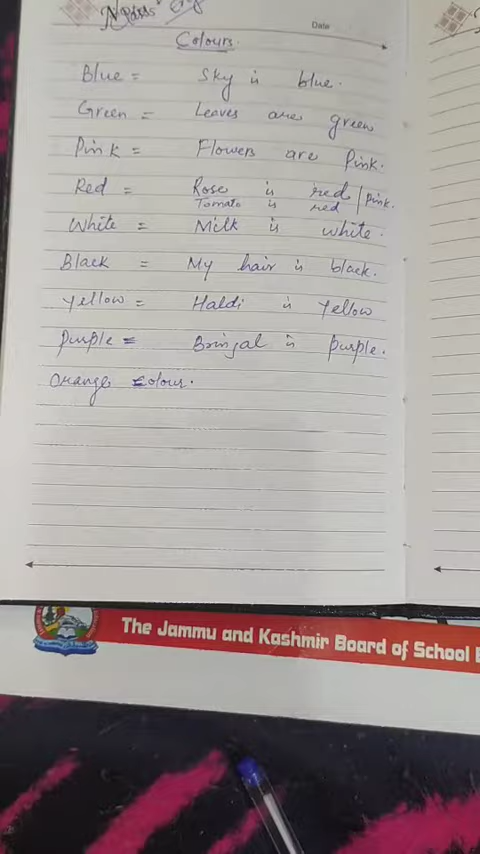 Date
Colours.
Blue = Sky is blue.
Green = Leaves are green
Pink = Flowers are Pink.
Red = Rose is red / Pink.
Tomato is red
White = Milk is white.
Black = My hair is black.
Yellow = Haldi is Yellow
Purple = Brinjal is purple.
Orange colour.
The Jammu and Kashmir Board of School